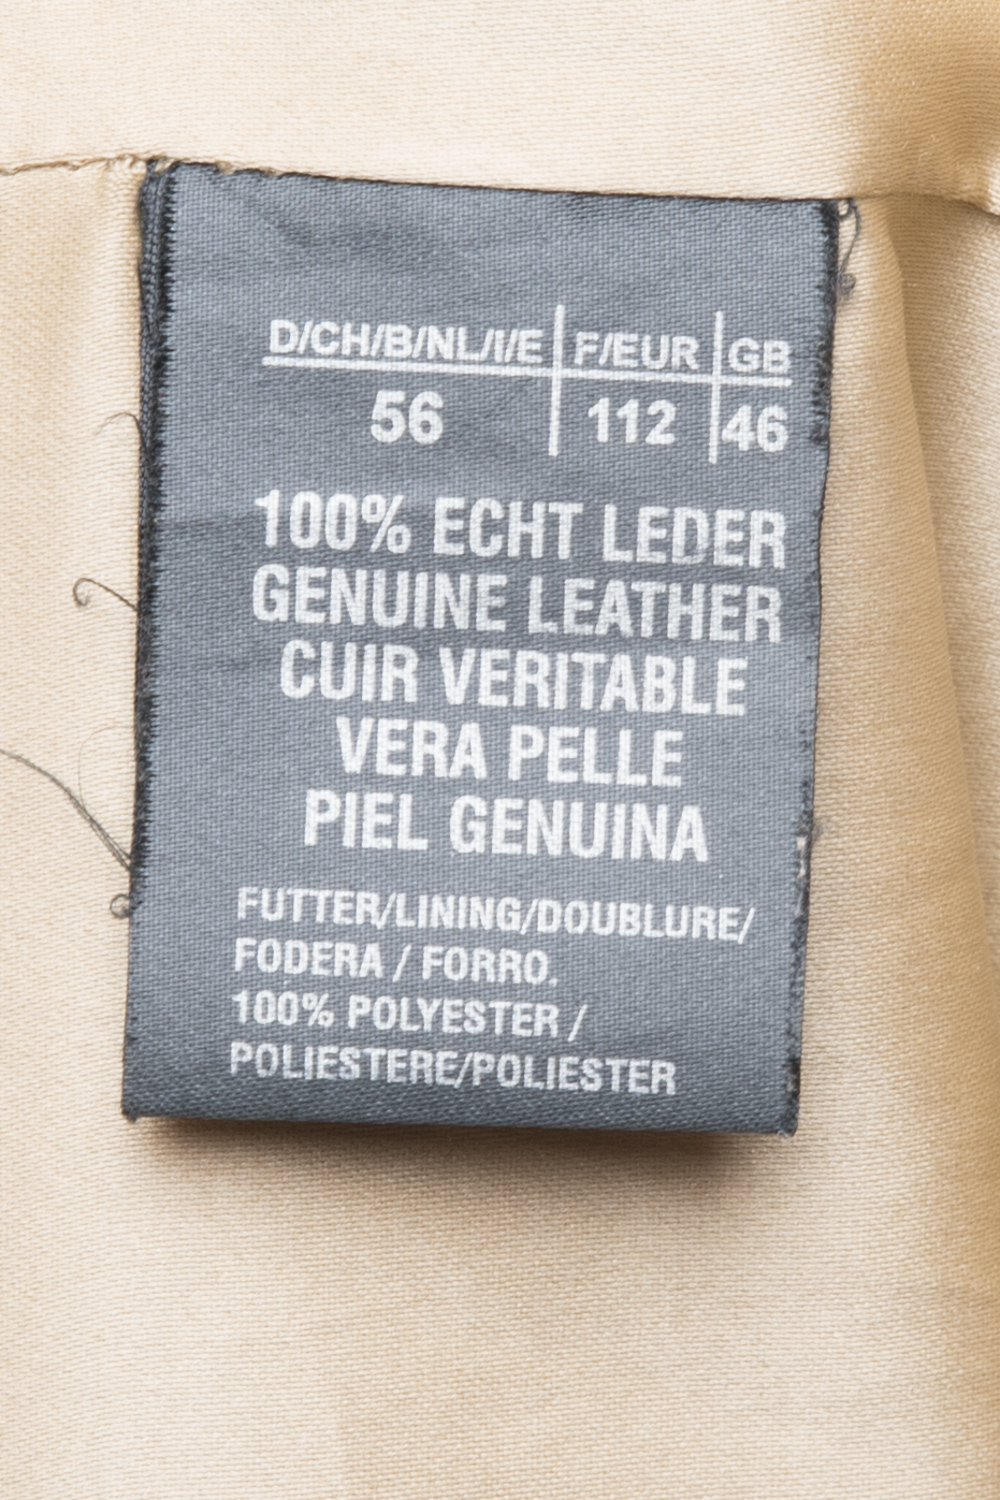 D/CH/B/NL/I/E F/EUR GB
56 112 46
100% ECHT LEDER
GENUINE LEATHER
CUIR VERITABLE
VERA PELLE
PIEL GENUINA
FUTTER/LINING/DOUBLURE/
FODERA / FORRO.
100% POLYESTER /
POLIESTERE/POLIESTER